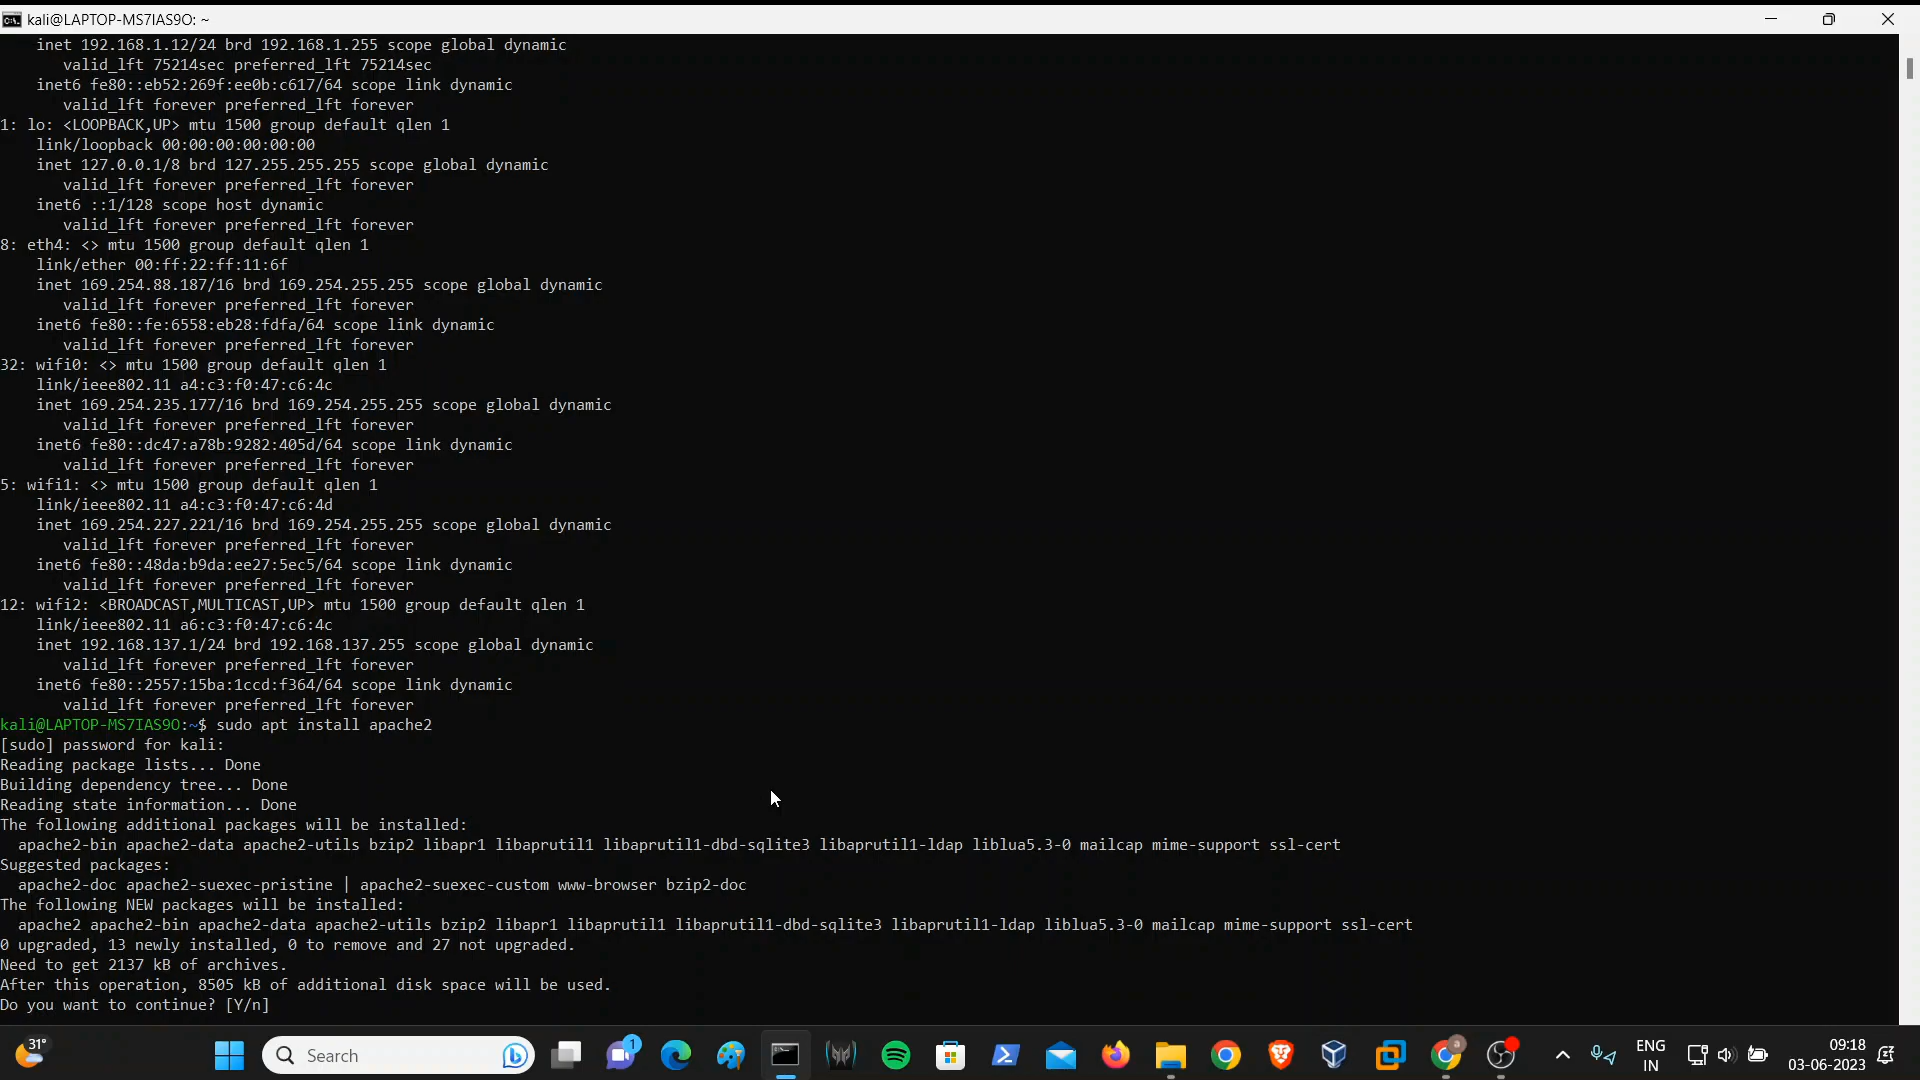 kali@LAPTOP-MS7IAS9O: ~
inet 192.168.1.12/24 brd 192.168.1.255 scope global dynamic
valid_lft 75214sec preferred_lft 75214sec
inet6 fe80::eb52:269f:ee0b:c617/64 scope link dynamic
valid_lft forever preferred_lft forever
1: lo: <LOOPBACK,UP> mtu 1500 group default qlen 1
link/loopback 00:00:00:00:00:00
inet 127.0.0.1/8 brd 127.255.255.255 scope global dynamic
valid_lft forever preferred_lft forever
inet6 ::1/128 scope host dynamic
valid_lft forever preferred_lft forever
8: eth4: <> mtu 1500 group default qlen 1
link/ether 00:ff:22:ff:11:6f
inet 169.254.88.187/16 brd 169.254.255.255 scope global dynamic
valid_lft forever preferred_lft forever
inet6 fe80::fe:6558:eb28:fdfa/64 scope link dynamic
valid_lft forever preferred_lft forever
32: wifi0: <> mtu 1500 group default qlen 1
link/ieee802.11 a4:c3:f0:47:c6:4c
inet 169.254.235.177/16 brd 169.254.255.255 scope global dynamic
valid_lft forever preferred_lft forever
inet6 fe80::dc47:a78b:9282:405d/64 scope link dynamic
valid_lft forever preferred_lft forever
5: wifi1: <> mtu 1500 group default qlen 1
link/ieee802.11 a4:c3:f0:47:c6:4d
inet 169.254.227.221/16 brd 169.254.255.255 scope global dynamic
valid_lft forever preferred_lft forever
inet6 fe80::48da:b9da:ee27:5ec5/64 scope link dynamic
valid_lft forever preferred_lft forever
12: wifi2: <BROADCAST,MULTICAST,UP> mtu 1500 group default qlen 1
link/ieee802.11 a6:c3:f0:47:c6:4c
inet 192.168.137.1/24 brd 192.168.137.255 scope global dynamic
valid_lft forever preferred_lft forever
inet6 fe80::2557:15ba:1ccd:f364/64 scope link dynamic
valid_lft forever preferred_lft forever
kali@LAPTOP-MS7IAS9O:~$ sudo apt install apache2
[sudo] password for kali:
Reading package lists... Done
Building dependency tree... Done
Reading state information... Done
The following additional packages will be installed:
apache2-bin apache2-data apache2-utils bzip2 libapr1 libaprutil1 libaprutil1-dbd-sqlite3 libaprutil1-ldap liblua5.3-0 mailcap mime-support ssl-cert
Suggested packages:
apache2-doc apache2-suexec-pristine | apache2-suexec-custom www-browser bzip2-doc
The following NEW packages will be installed:
apache2 apache2-bin apache2-data apache2-utils bzip2 libapr1 libaprutil1 libaprutil1-dbd-sqlite3 libaprutil1-ldap liblua5.3-0 mailcap mime-support ssl-cert
0 upgraded, 13 newly installed, 0 to remove and 27 not upgraded.
Need to get 2137 kB of archives.
After this operation, 8505 kB of additional disk space will be used.
Do you want to continue? [Y/n]
31°
Search
1
a
ENG
IN
09:18
03-06-2023